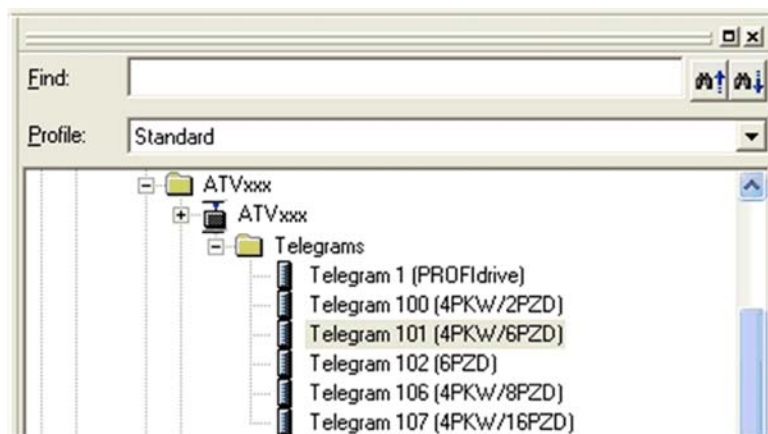 Find:
Profile: Standard
ATVxxx
ATVxxx
Telegrams
Telegram 1 (PROFIdrive)
Telegram 100 (4PKW/2PZD)
Telegram 101 (4PKW/6PZD)
Telegram 102 (6PZD)
Telegram 106 (4PKW/8PZD)
Telegram 107 (4PKW/16PZD)